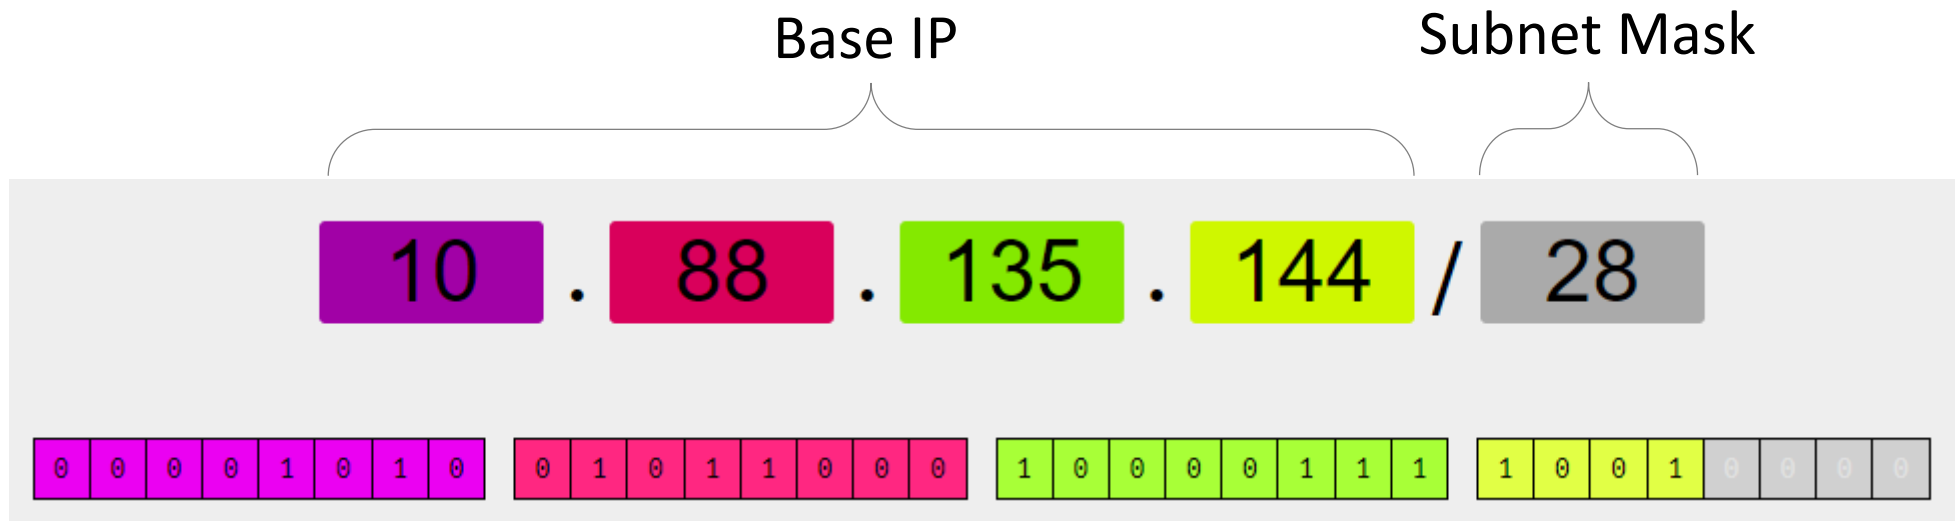 Base IP Subnet Mask
10 . 88 . 135 . 144 / 28
0 0 0 0 1 0 1 0 0 1 0 1 1 0 0 0 1 0 0 0 0 1 1 1 1 0 0 1 0 0 0 0